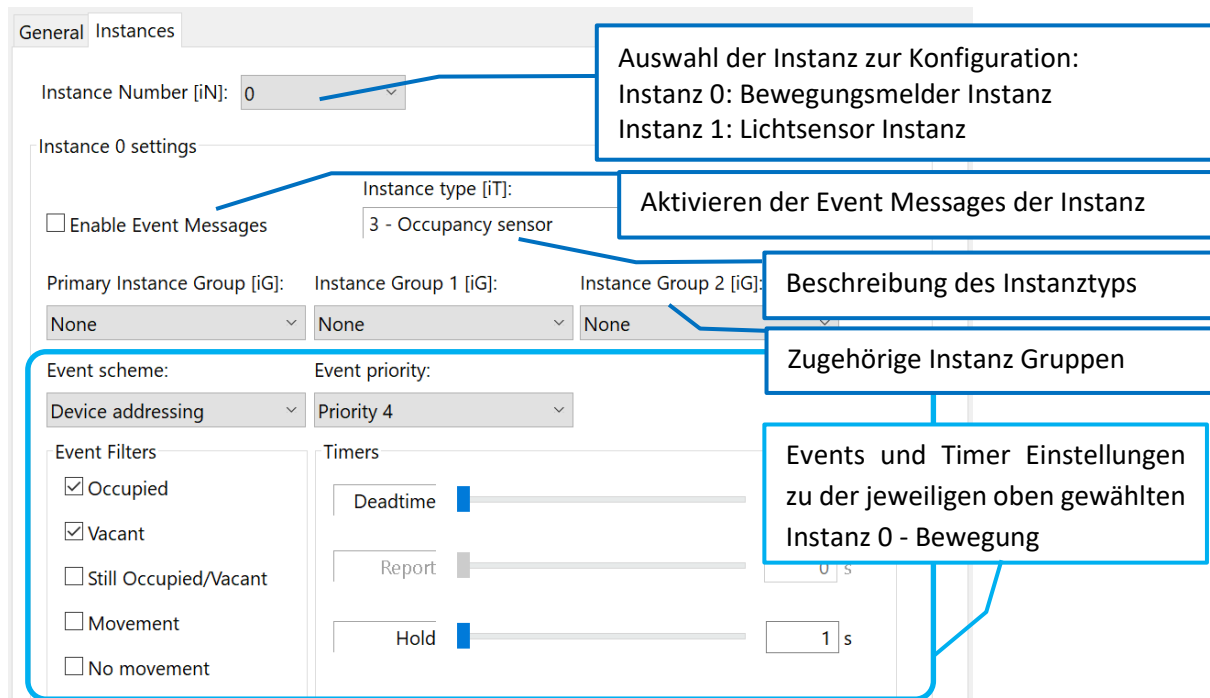 General Instances
Auswahl der Instanz zur Konfiguration:
Instanz 0: Bewegungsmelder Instanz
Instanz 1: Lichtsensor Instanz
Instance Number [iN]: 0
Instance 0 settings
Instance type [iT]:
Aktivieren der Event Messages der Instanz
Enable Event Messages
3 - Occupancy sensor
Beschreibung des Instanztyps
Primary Instance Group [iG]: Instance Group 1 [iG]: Instance Group 2 [iG]:
None None None
Zugehörige Instanz Gruppen
Event scheme: Event priority:
Device addressing Priority 4
Events und Timer Einstellungen
zu der jeweiligen oben gewählten
Instanz 0 - Bewegung
Event Filters Timers
Occupied
Deadtime
Vacant
Still Occupied/Vacant
Report 0 s
Movement
Hold 1 s
No movement